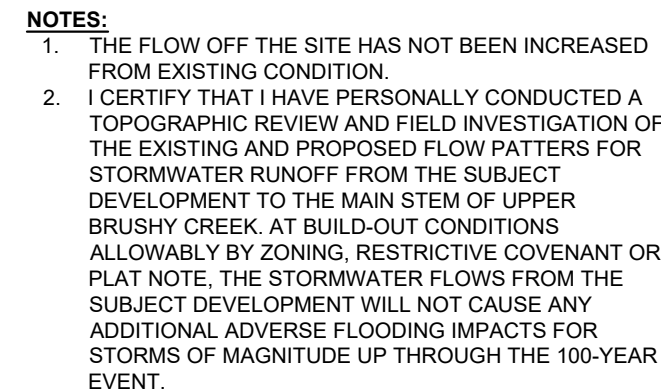 NOTES:
1. THE FLOW OFF THE SITE HAS NOT BEEN INCREASED
FROM EXISTING CONDITION.
2. I CERTIFY THAT I HAVE PERSONALLY CONDUCTED A
TOPOGRAPHIC REVIEW AND FIELD INVESTIGATION OF
THE EXISTING AND PROPOSED FLOW PATTERS FOR
STORMWATER RUNOFF FROM THE SUBJECT
DEVELOPMENT TO THE MAIN STEM OF UPPER
BRUSHY CREEK. AT BUILD-OUT CONDITIONS
ALLOWABLY BY ZONING, RESTRICTIVE COVENANT OR
PLAT NOTE, THE STORMWATER FLOWS FROM THE
SUBJECT DEVELOPMENT WILL NOT CAUSE ANY
ADDITIONAL ADVERSE FLOODING IMPACTS FOR
STORMS OF MAGNITUDE UP THROUGH THE 100-YEAR
EVENT.